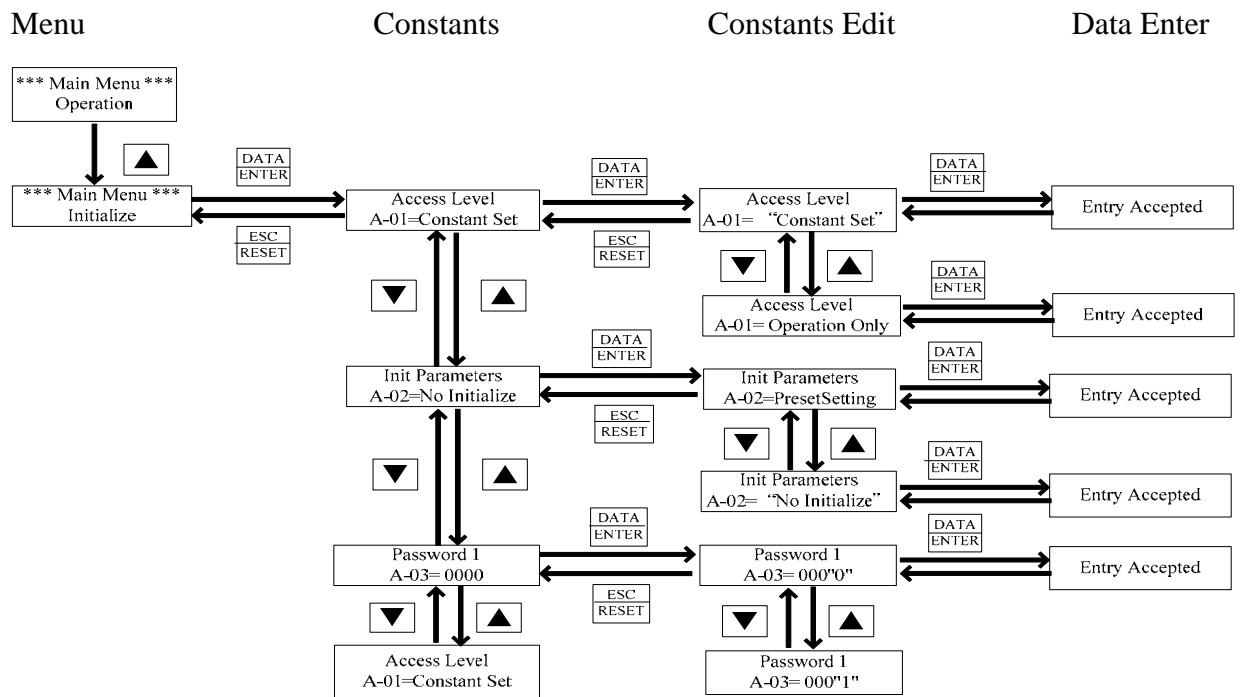 Menu
Constants
Constants Edit
Data Enter
*** Main Menu ***
Operation
*** Main Menu ***
Initialize
DATA
ENTER
ESC
RESET
Access Level
A-01=Constant Set
DATA
ENTER
ESC
RESET
Access Level
A-01= “Constant Set”
DATA
ENTER
Entry Accepted
Access Level
A-01= Operation Only
DATA
ENTER
Entry Accepted
Init Parameters
A-02=No Initialize
DATA
ENTER
ESC
RESET
Init Parameters
A-02=PresetSetting
DATA
ENTER
Entry Accepted
Init Parameters
A-02= “No Initialize”
DATA
ENTER
Entry Accepted
Password 1
A-03= 0000
DATA
ENTER
ESC
RESET
Password 1
A-03= 000"0"
DATA
ENTER
Entry Accepted
Access Level
A-01=Constant Set
Password 1
A-03= 000"1"